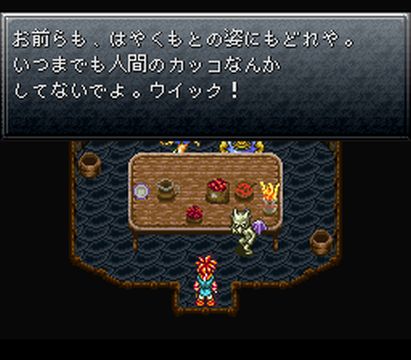 お前らも、はやくもとの姿にもどれや。
いつまでも人間のカッコなんか
してないでよ。ウイック！